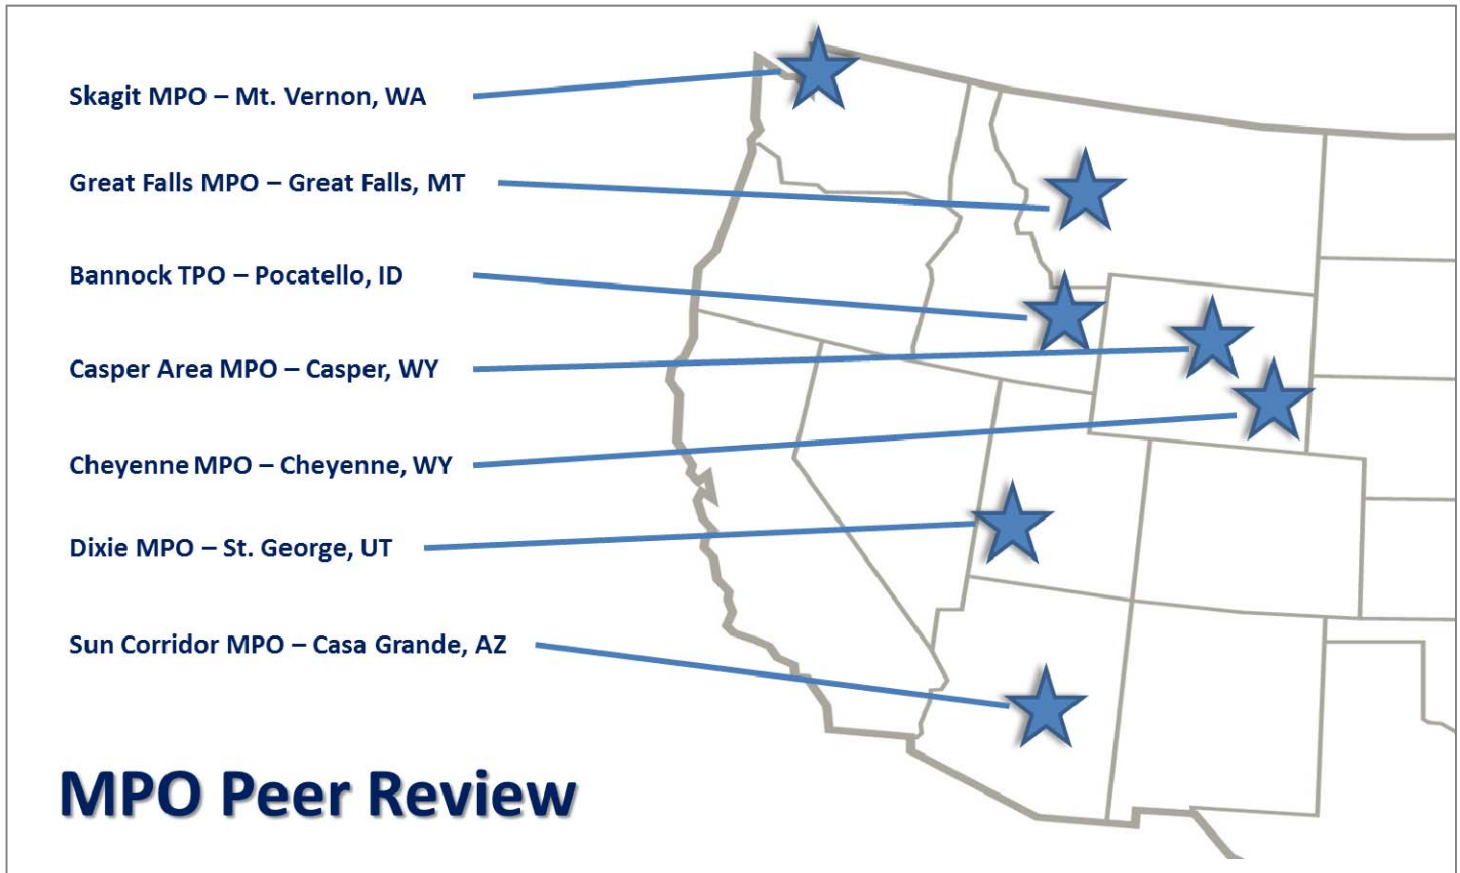 Skagit MPO – Mt. Vernon, WA
Great Falls MPO – Great Falls, MT
Bannock TPO – Pocatello, ID
Casper Area MPO – Casper, WY
Cheyenne MPO – Cheyenne, WY
Dixie MPO – St. George, UT
Sun Corridor MPO – Casa Grande, AZ
MPO Peer Review